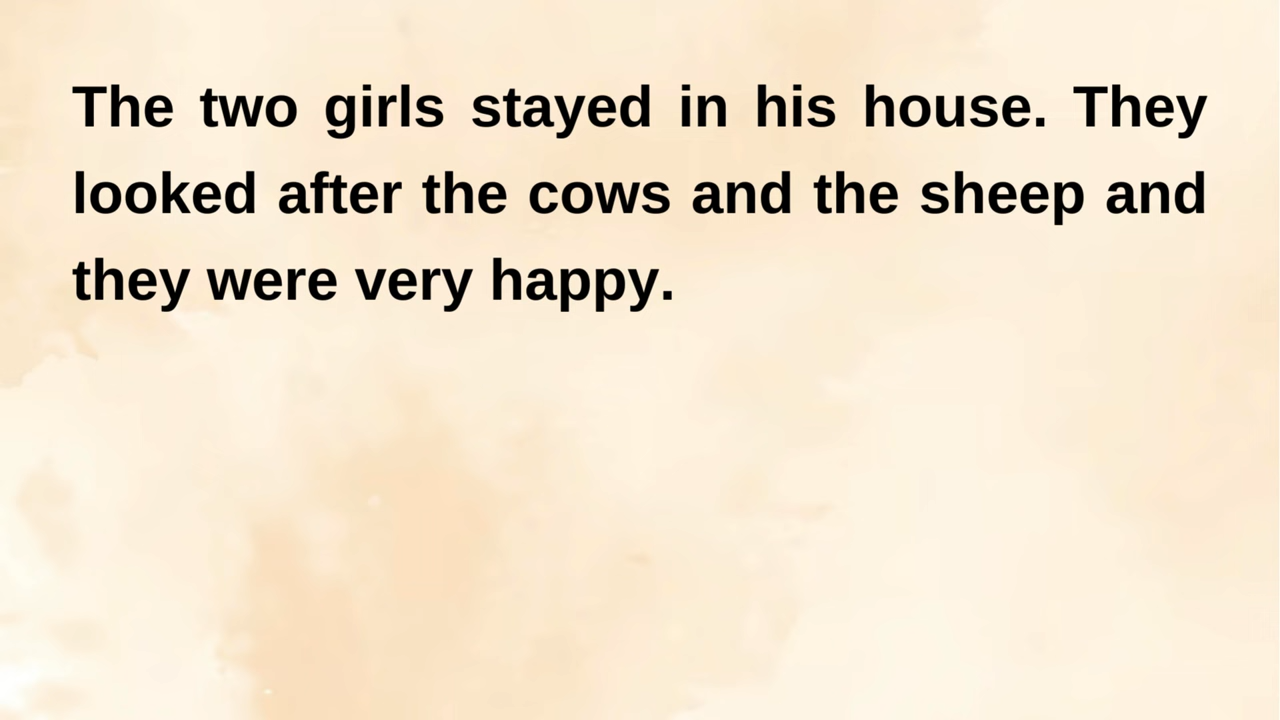 The two girls stayed in his house. They
looked after the cows and the sheep and
they were very happy.